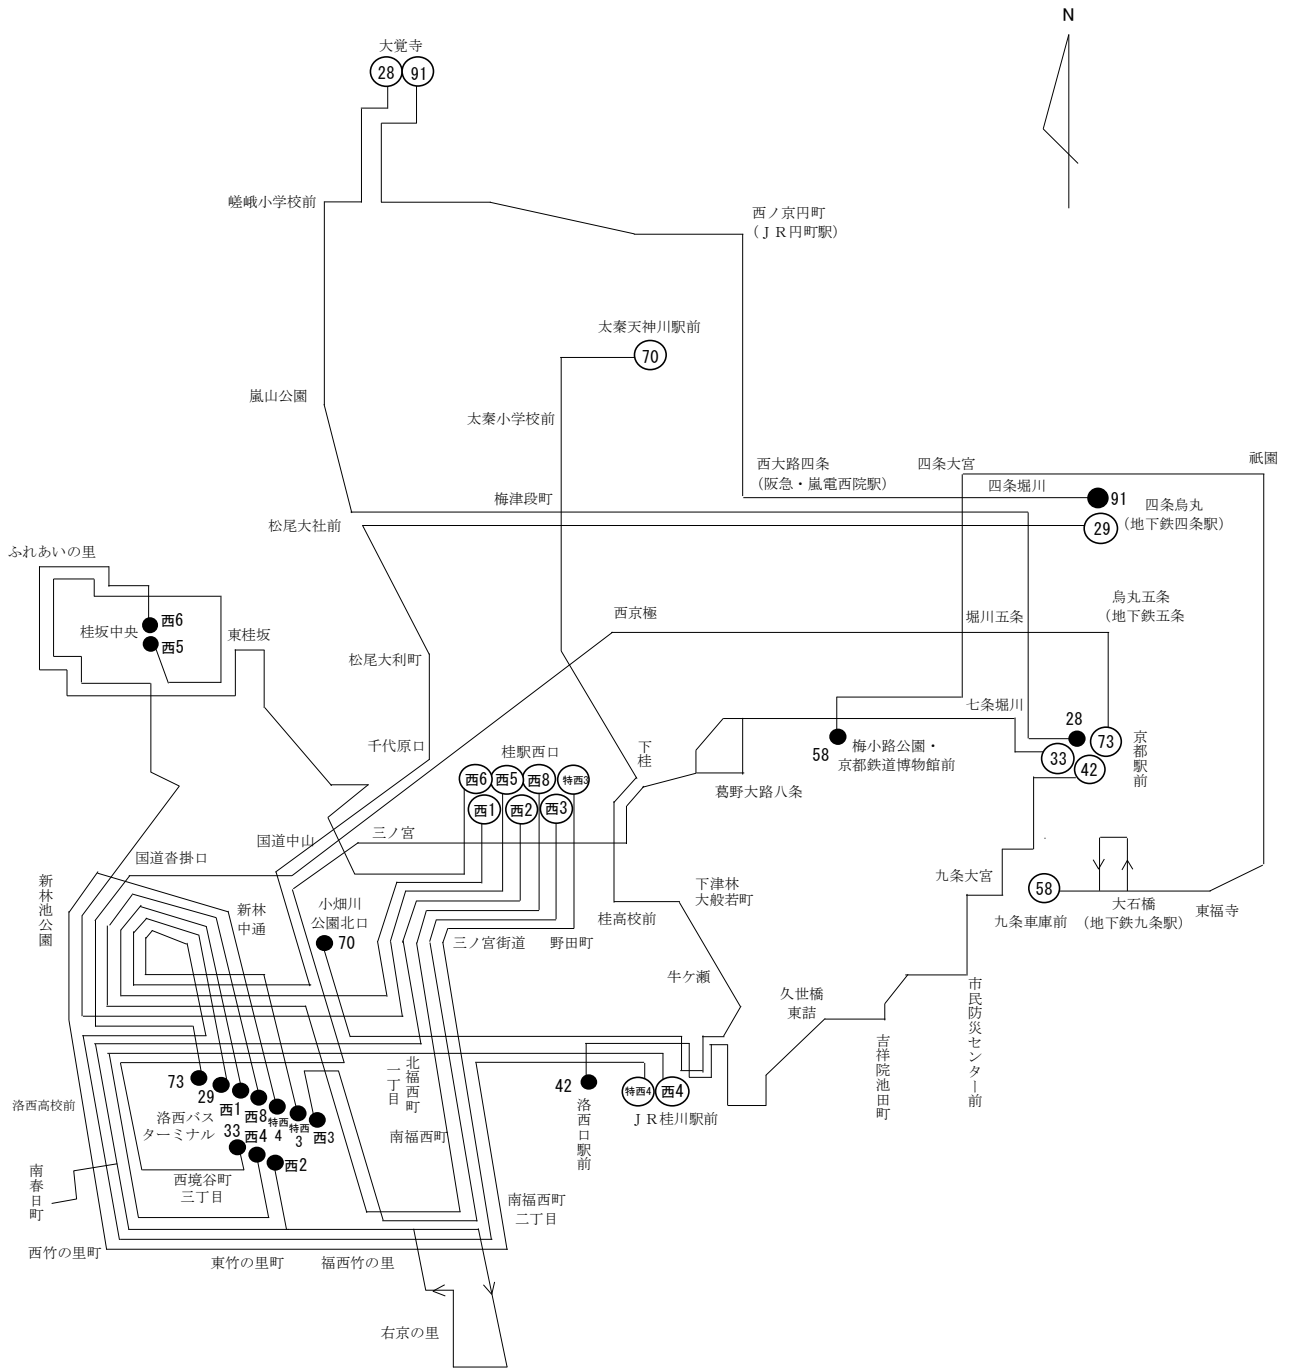 N
大覚寺
28
91
嵯峨小学校前
西ノ京円町
(ＪＲ円町駅)
太秦天神川駅前
70
嵐山公園
太秦小学校前
西大路四条
(阪急・嵐電西院駅)
四条大宮
祇園
四条堀川
梅津段町
91
四条烏丸
(地下鉄四条駅)
松尾大社前
29
ふれあいの里
西6
桂坂中央
西5
東桂坂
西京極
堀川五条
烏丸五条
(地下鉄五条
松尾大利町
七条堀川
28
73
京都駅前
33
42
千代原口
桂駅西口
下桂
58
梅小路公園・
京都鉄道博物館前
西6
西5
西8
特西3
西1
西2
西3
葛野大路八条
国道中山
三ノ宮
国道沓掛口
新林池公園
新林
中通
小畑川
公園北口
70
三ノ宮街道
野田町
桂高校前
下津林
大般若町
九条大宮
58
九条車庫前
大石橋
(地下鉄九条駅)
東福寺
牛ケ瀬
久世橋
東詰
吉祥院池田町
市民防災センター前
洛西高校前
73
29
西1
西8
特西
4
特西
3
西3
洛西バス
ターミナル
33
西4
西2
北福西町
一丁目
南福西町
42
洛西口駅前
特西4
西4
ＪＲ桂川駅前
南春日町
西境谷町
三丁目
南福西町
二丁目
西竹の里町
東竹の里町
福西竹の里
右京の里